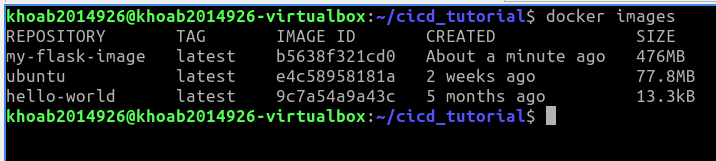 khoab2014926@khoab2014926-virtualbox:~/cicd_tutorial$ docker images
REPOSITORY TAG IMAGE ID CREATED SIZE
my-flask-image latest b5638f321cd0 About a minute ago 476MB
ubuntu latest e4c58958181a 2 weeks ago 77.8MB
hello-world latest 9c7a54a9a43c 5 months ago 13.3kB
khoab2014926@khoab2014926-virtualbox:~/cicd_tutorial$